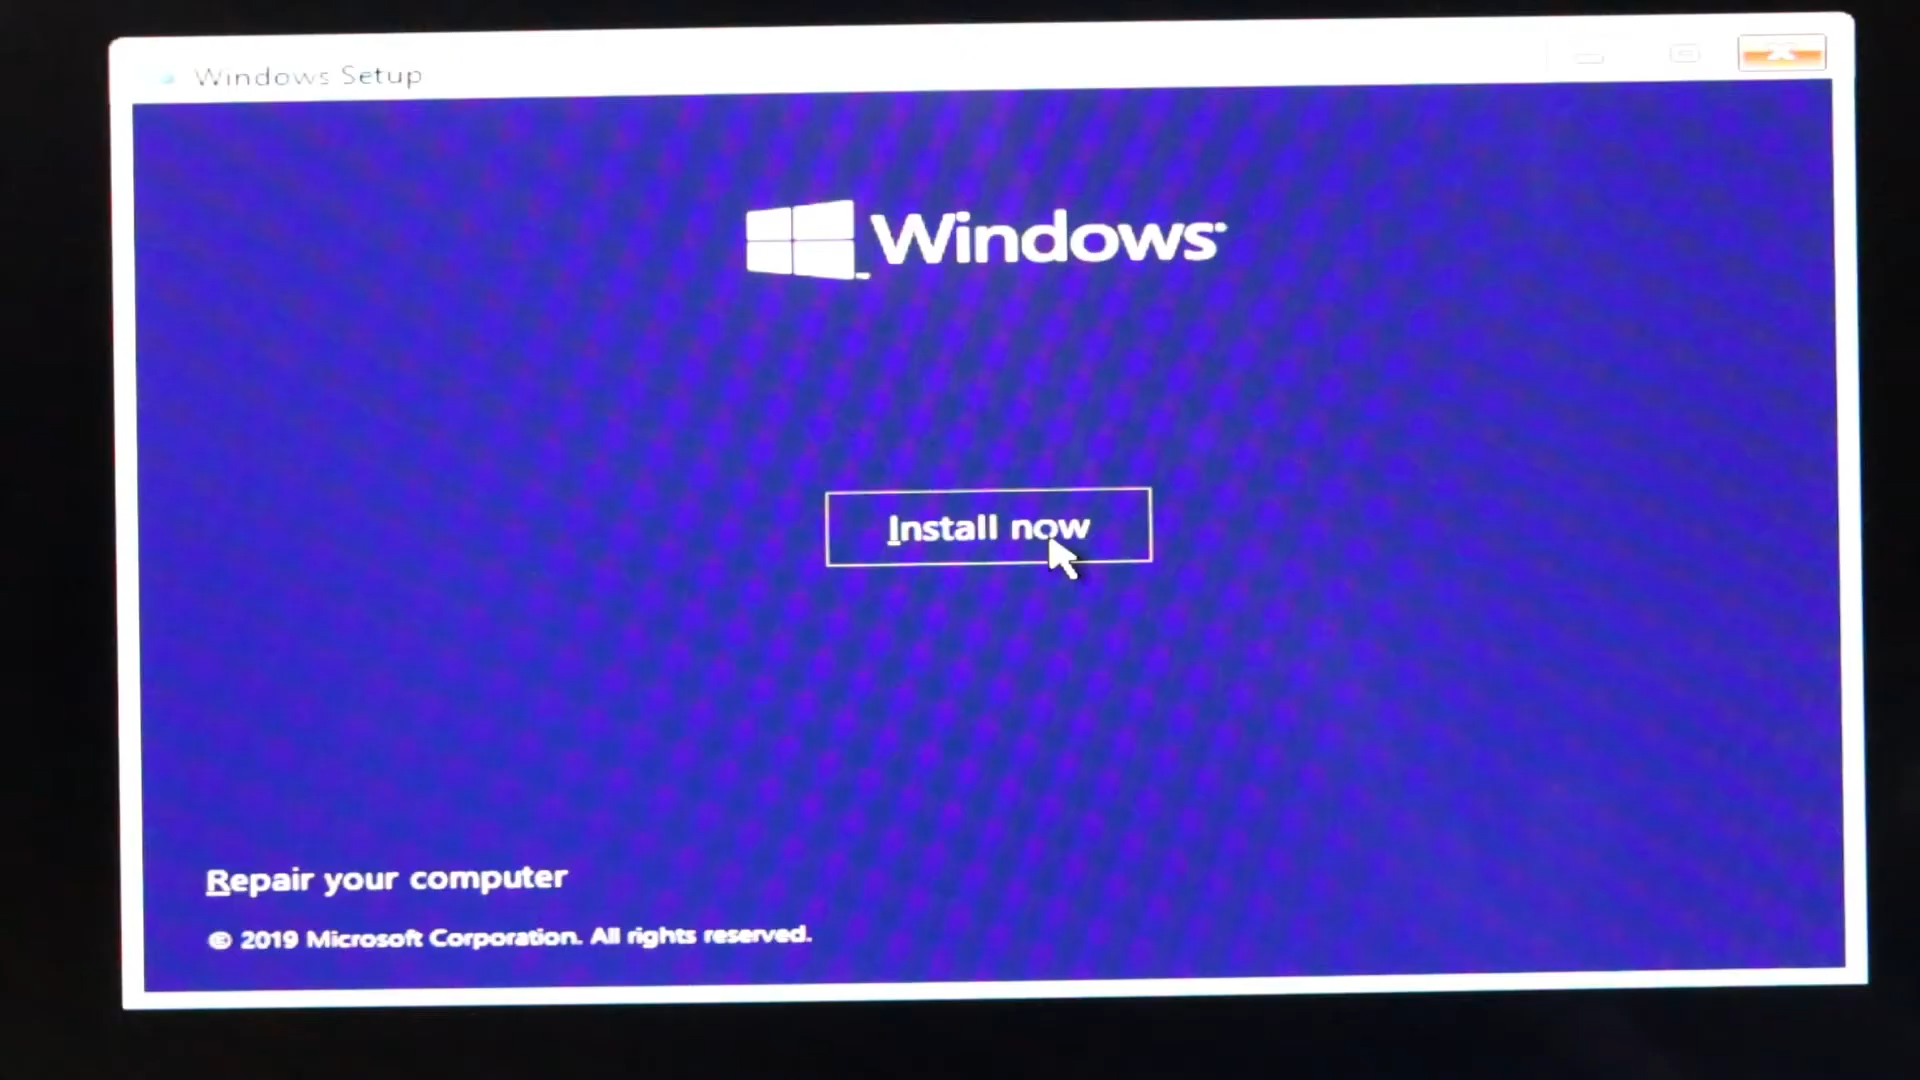 Windows Setup
Windows
Install now
Repair your computer
© 2019 Microsoft Corporation. All rights reserved.